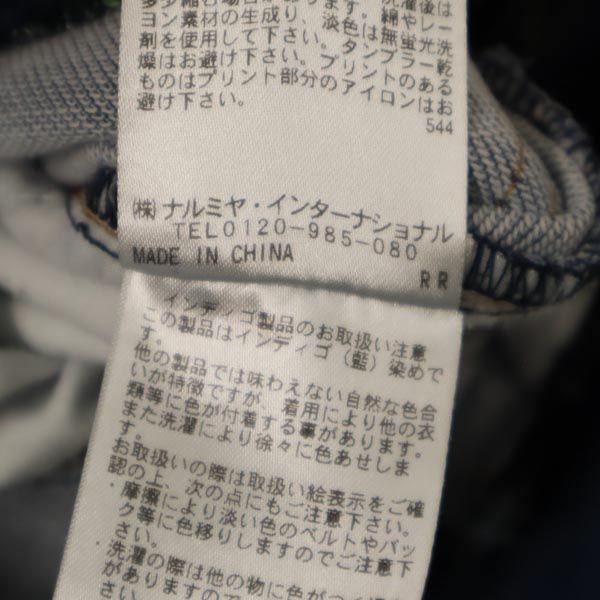 ヨン素材の生成り、淡色は無蛍光洗
剤を使用して下さい。タンブラー乾
燥はお避け下さい。プリントのある
ものはプリント部分のアイロンはお
避け下さい。
544
㈱ナルミヤ・インターナショナル
TEL0120-985-080
MADE IN CHINA
RR
インディゴ製品のお取扱い注意
この製品はインディゴ（藍）染めで
す。
他の製品では味わえない自然な色合
いが特徴ですが、着用により他の衣
類等に色が付着する事があります。
また洗濯により徐々に色あせしま
す。
お取扱いの際は取扱い絵表示をご確
認の上、次の点にもご注意下さい。
・摩擦により淡い色のベルトやバッ
ク等に色移りしますのでご注意下
さい。
・洗濯の際は他の物に色がつく
がありますので